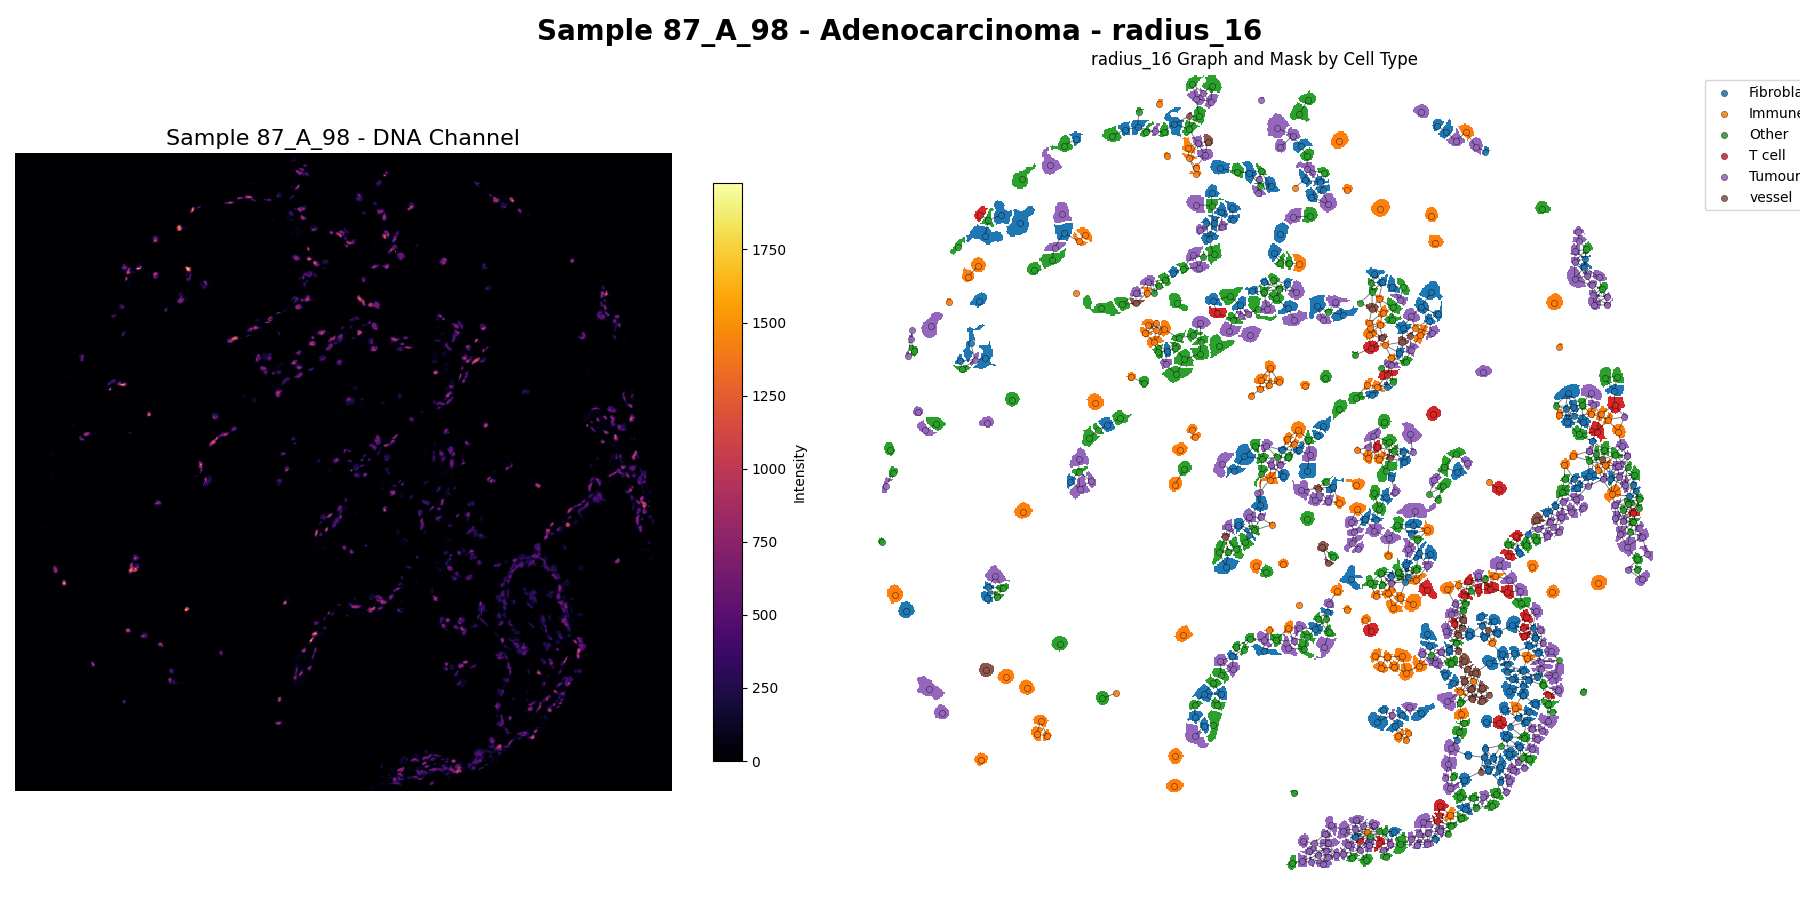 Sample 87_A_98 - Adenocarcinoma - radius_16
radius_16 Graph and Mask by Cell Type
Sample 87_A_98 - DNA Channel
1750
1500
1250
1000
750
500
250
0
Intensity
Fibrobla
Immune
Other
T cell
Tumour
vessel